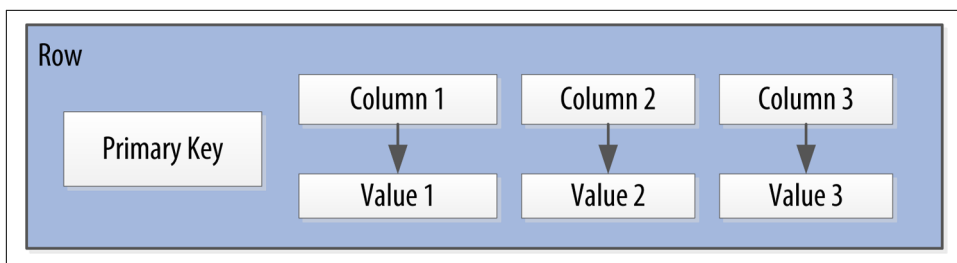 Row
Primary Key
Column 1
Column 2
Column 3
Value 1
Value 2
Value 3